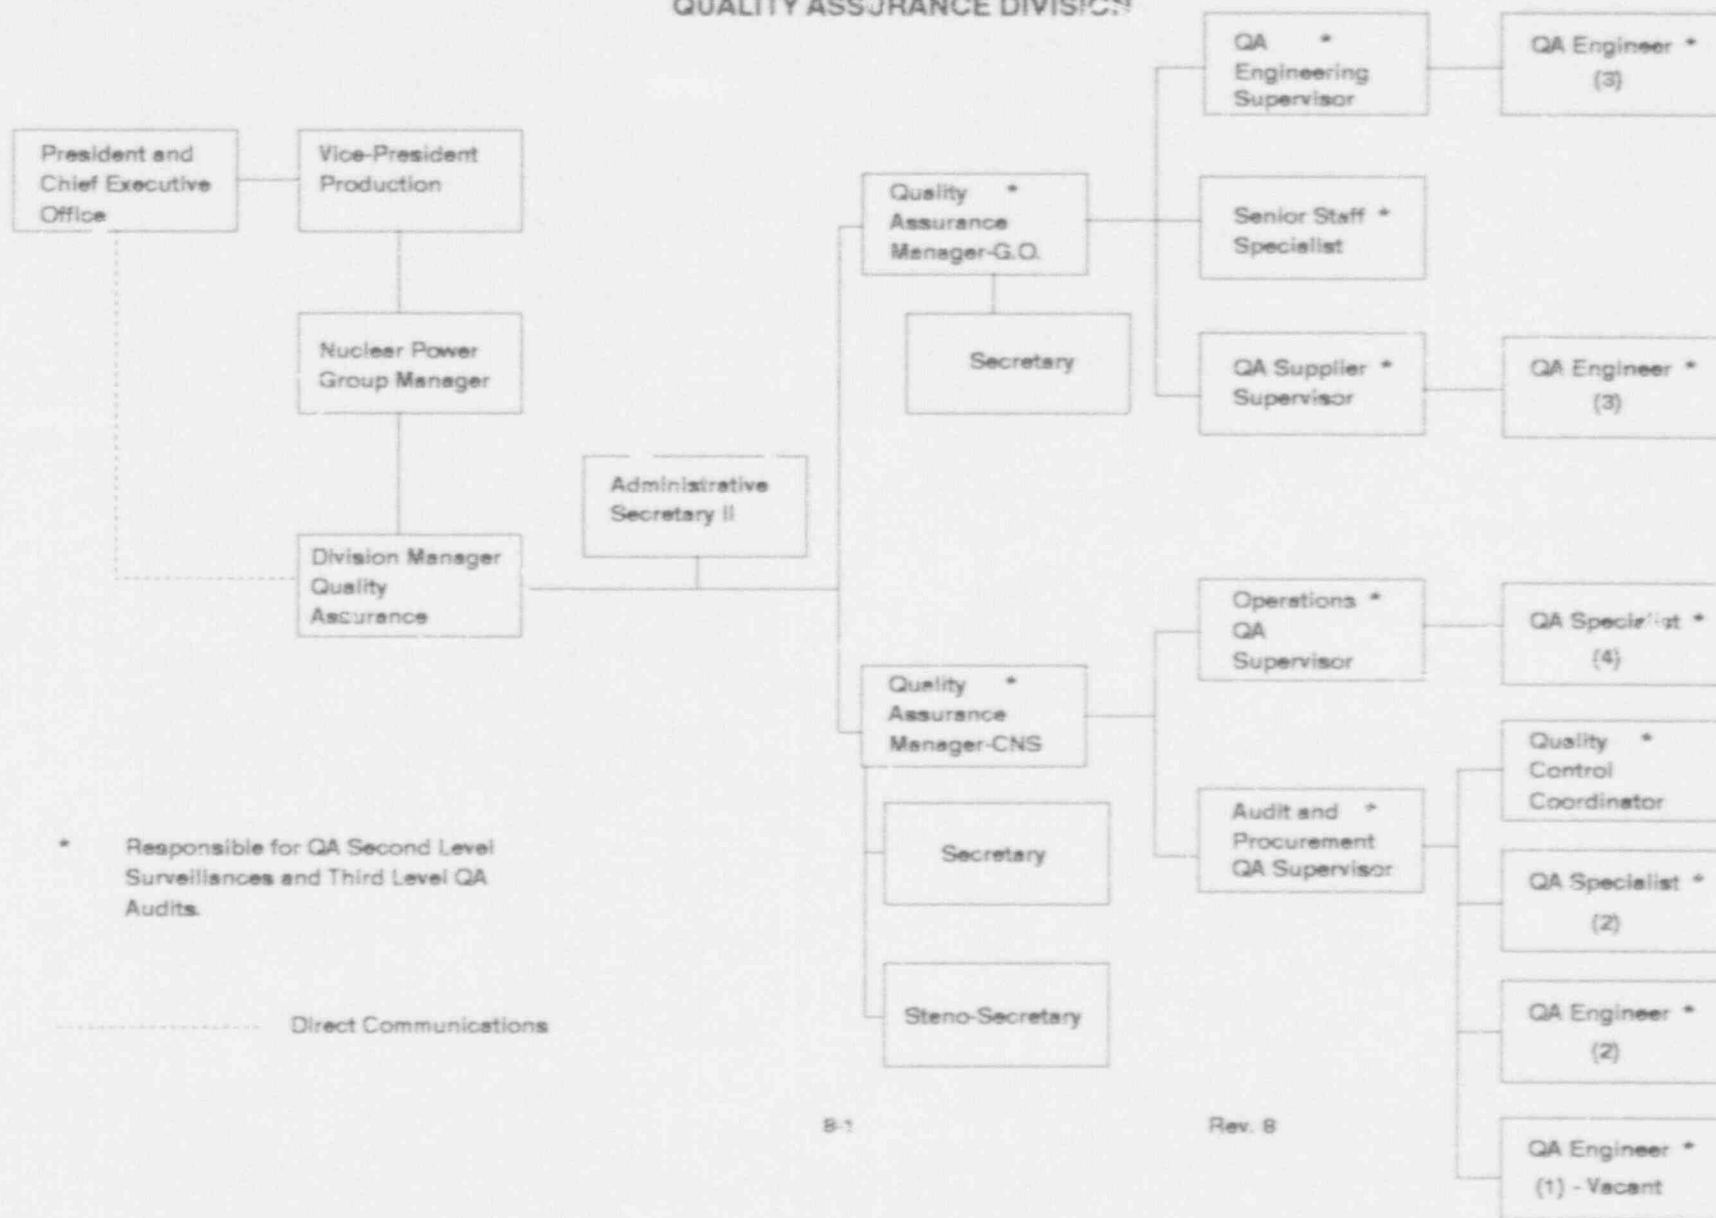 QUALITY ASSURANCE DIVISION
President and
Chief Executive
Office
Vice-President
Production
Nuclear Power
Group Manager
Division Manager
Quality
Assurance
Administrative
Secretary II
Quality *
Assurance
Manager-G.O.
Secretary
QA *
Engineering
Supervisor
QA Engineer *
(3)
Senior Staff *
Specialist
QA Supplier *
Supervisor
QA Engineer *
(3)
Quality *
Assurance
Manager-CNS
Secretary
Steno-Secretary
Operations *
QA
Supervisor
QA Specialist *
(4)
Audit and *
Procurement
QA Supervisor
Quality *
Control
Coordinator
QA Specialist *
(2)
QA Engineer *
(2)
QA Engineer *
(1) - Vacant
* Responsible for QA Second Level
Surveillances and Third Level QA
Audits.
Direct Communications
B-1
Rev. 8